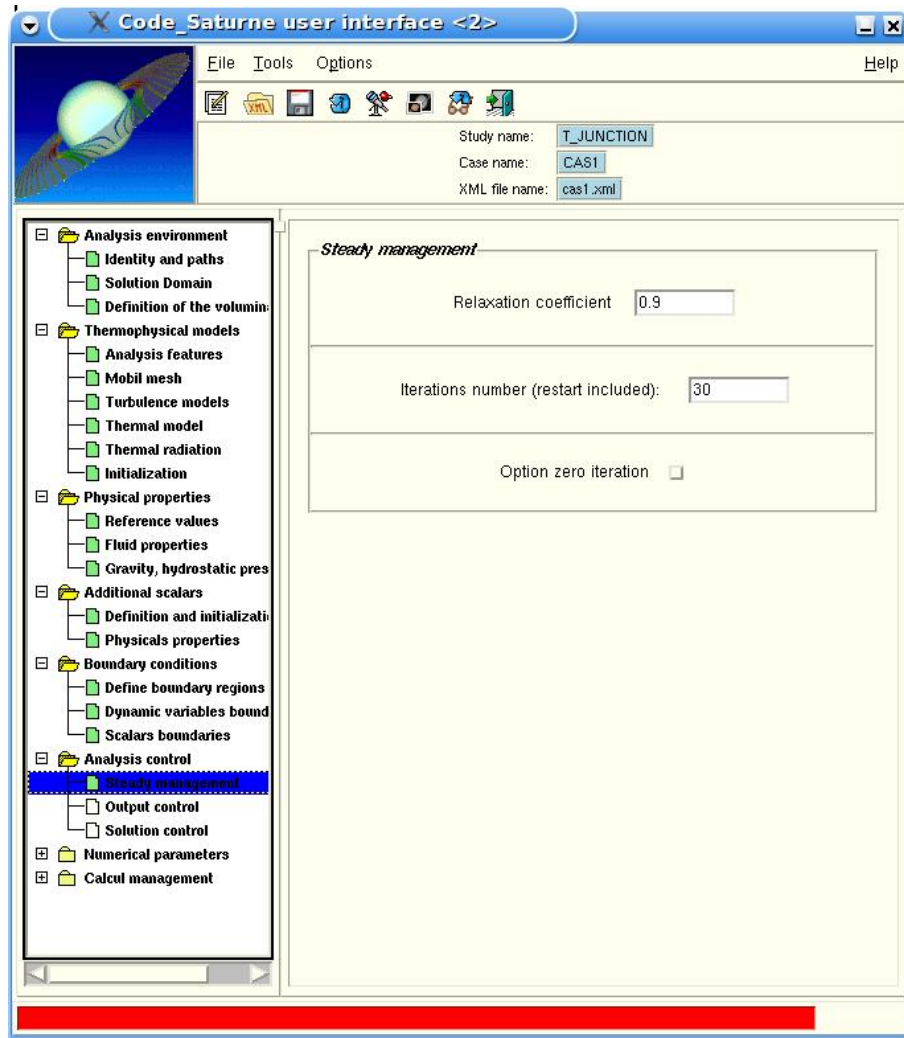 Code_Saturne user interface <2>
File Tools Options Help
XML
Study name: T_JUNCTION
Case name: CAS1
XML file name: cas1.xml
Analysis environment
Identity and paths
Solution Domain
Definition of the volumin
Thermophysical models
Analysis features
Mobil mesh
Turbulence models
Thermal model
Thermal radiation
Initialization
Physical properties
Reference values
Fluid properties
Gravity, hydrostatic pres
Additional scalars
Definition and initializati
Physicals properties
Boundary conditions
Define boundary regions
Dynamic variables bound
Scalars boundaries
Analysis control
Steady management
Output control
Solution control
Numerical parameters
Calcul management
Steady management
Relaxation coefficient 0.9
Iterations number (restart included): 30
Option zero iteration